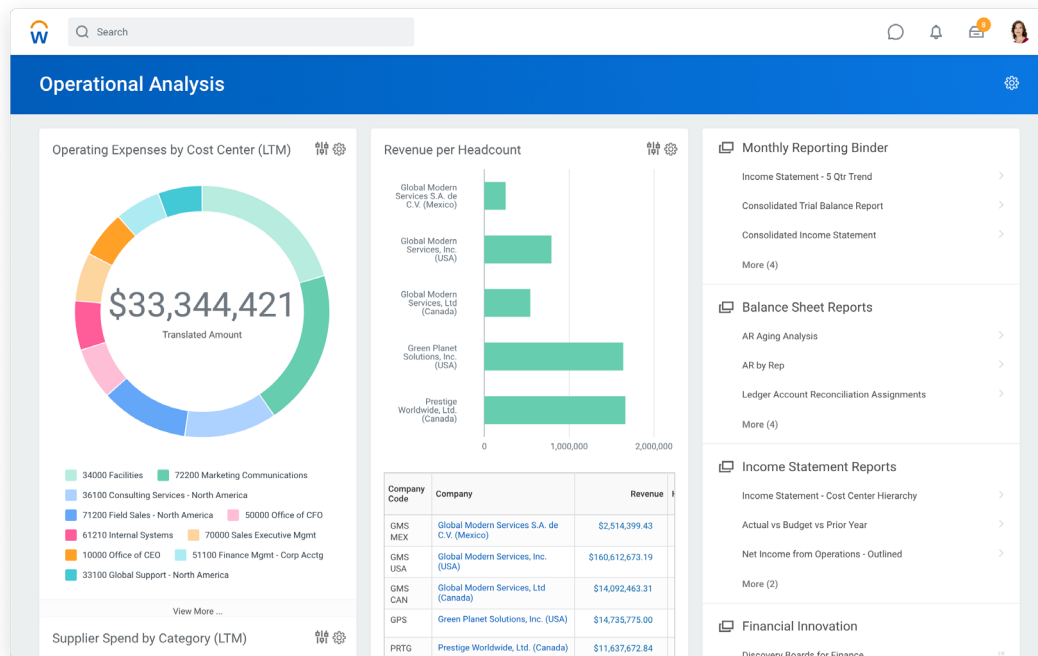 Search
8
Operational Analysis
Operating Expenses by Cost Center (LTM)
$33,344,421
Translated Amount
34000 Facilities
72200 Marketing Communications
36100 Consulting Services - North America
71200 Field Sales - North America
50000 Office of CFO
61210 Internal Systems
70000 Sales Executive Mgmt
10000 Office of CEO
51100 Finance Mgmt - Corp Acctg
33100 Global Support - North America
View More ...
Supplier Spend by Category (LTM)
Revenue per Headcount
Global Modern
Services S.A. de
C.V. (Mexico)
Global Modern
Services, Inc.
(USA)
Global Modern
Services, Ltd
(Canada)
Green Planet
Solutions, Inc.
(USA)
Prestige
Worldwide, Ltd.
(Canada)
0
1,000,000
2,000,000
Company
Code
Company
Revenue
GMS
MEX
Global Modern Services S.A. de
C.V. (Mexico)
$2,514,399.43
GMS
USA
Global Modern Services, Inc.
(USA)
$160,612,673.19
GMS
CAN
Global Modern Services, Ltd
(Canada)
$14,092,463.31
GPS
Green Planet Solutions, Inc. (USA)
$14,735,775.00
PRTG
Prestige Worldwide, Ltd. (Canada)
$11,637,672.84
Monthly Reporting Binder
Income Statement - 5 Qtr Trend
Consolidated Trial Balance Report
Consolidated Income Statement
More (4)
Balance Sheet Reports
AR Aging Analysis
AR by Rep
Ledger Account Reconciliation Assignments
More (4)
Income Statement Reports
Income Statement - Cost Center Hierarchy
Actual vs Budget vs Prior Year
Net Income from Operations - Outlined
More (2)
Financial Innovation
Discovery Boards for Finance